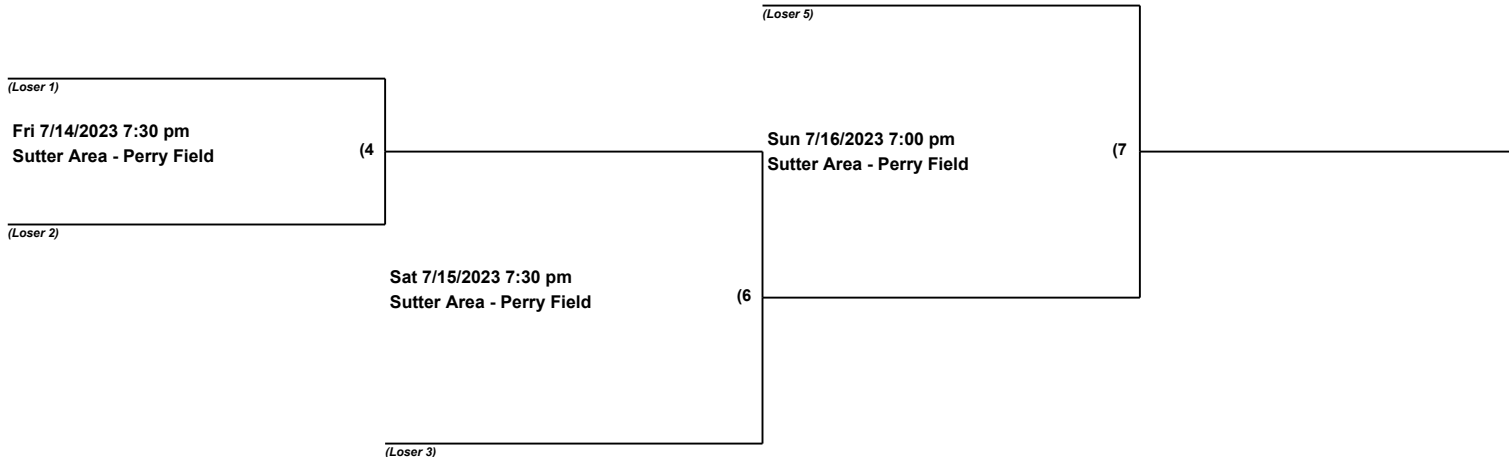 (Loser 5)
(Loser 1)
Fri 7/14/2023 7:30 pm
Sutter Area - Perry Field
(4
Sun 7/16/2023 7:00 pm
Sutter Area - Perry Field
(7
(Loser 2)
Sat 7/15/2023 7:30 pm
Sutter Area - Perry Field
(6
(Loser 3)